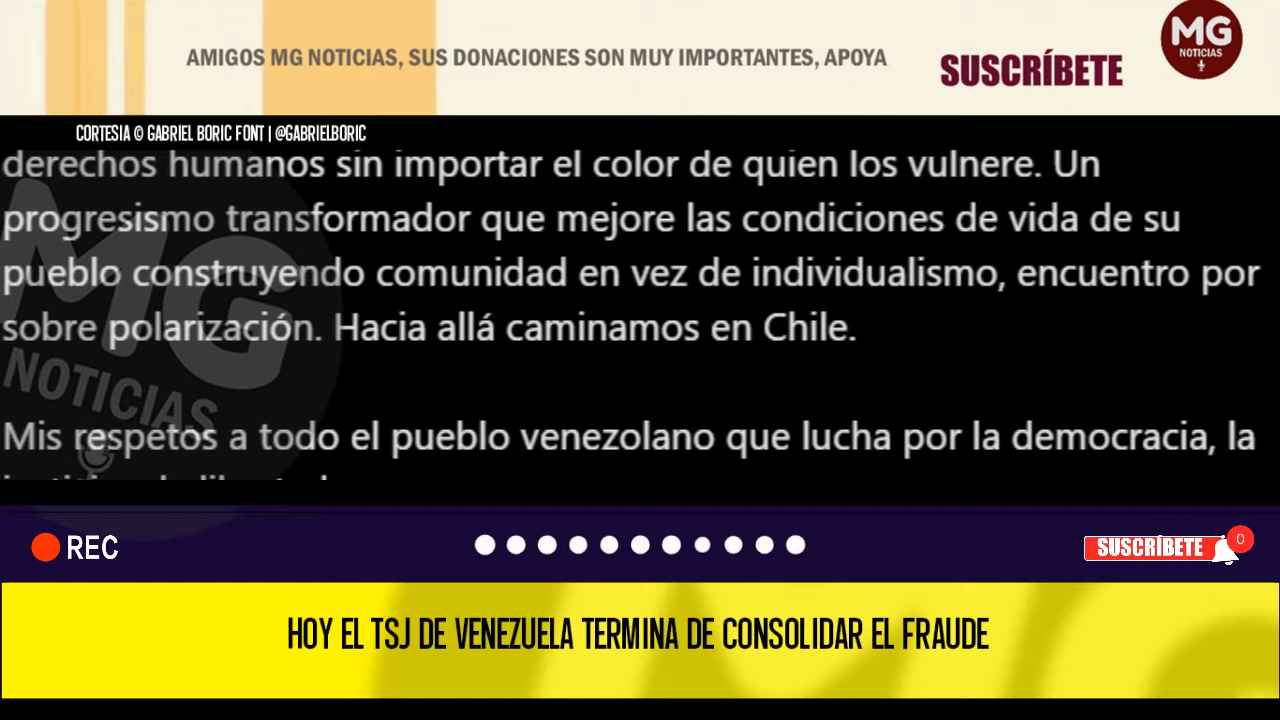 AMIGOS MG NOTICIAS, SUS DONACIONES SON MUY IMPORTANTES, APOYA
SUSCRÍBETE
MG
NOTICIAS
CORTESIA © GABRIEL BORIC FONT | @GABRIELBORIC
derechos humanos sin importar el color de quien los vulnere. Un
progresismo transformador que mejore las condiciones de vida de su
pueblo construyendo comunidad en vez de individualismo, encuentro por
sobre polarización. Hacia allá caminamos en Chile.
MG
NOTICIAS
Mis respetos a todo el pueblo venezolano que lucha por la democracia, la
REC
SUSCRÍBETE
0
HOY EL TSJ DE VENEZUELA TERMINA DE CONSOLIDAR EL FRAUDE